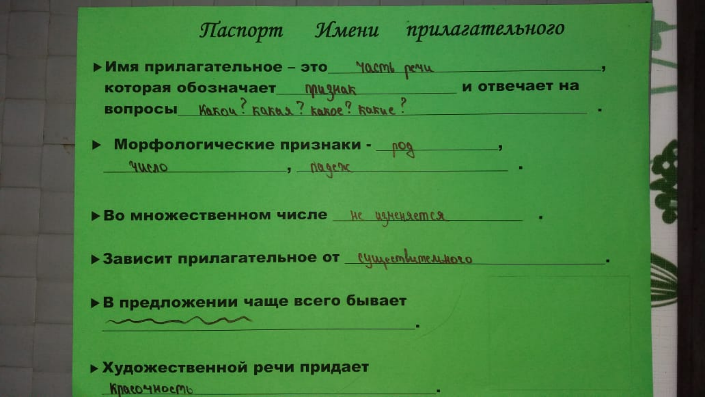 Паспорт Имени прилагательного
Имя прилагательное – это часть речи,
которая обозначает признак и отвечает на
вопросы Какой? какая? какое? какие? .
Морфологические признаки - род,
число, падеж.
Во множественном числе не изменяется .
Зависит прилагательное от существительного.
В предложении чаще всего бывает
.
Художественной речи придает
красочность.